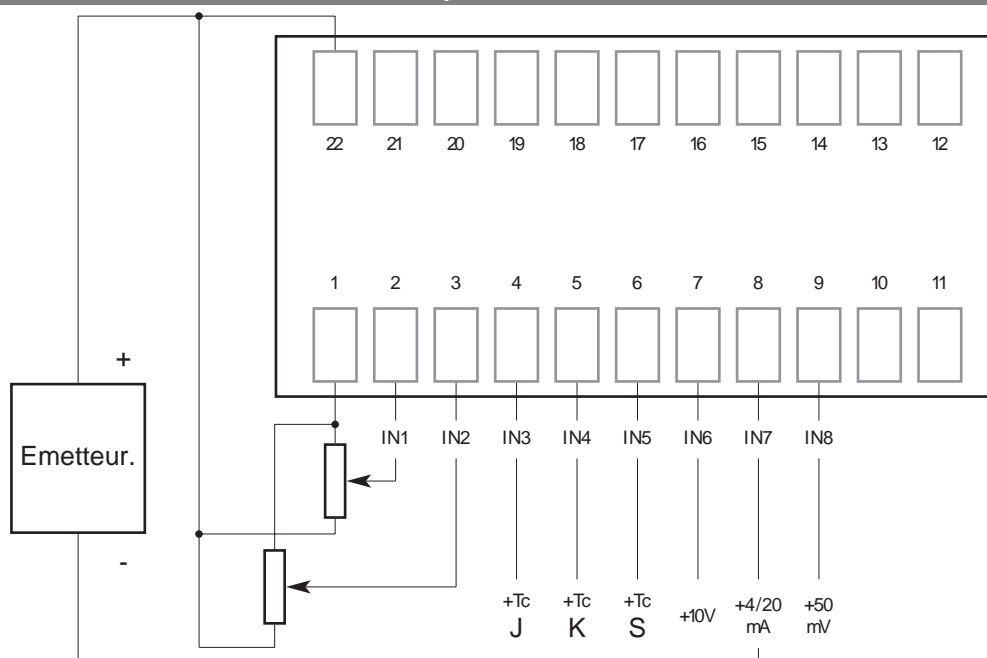 22 21 20 19 18 17 16 15 14 13 12
1 2 3 4 5 6 7 8 9 10 11
+
Emetteur.
-
IN1 IN2 IN3 IN4 IN5 IN6 IN7 IN8
+Tc +Tc +Tc +10V +4/20 +50
J K S mA mV